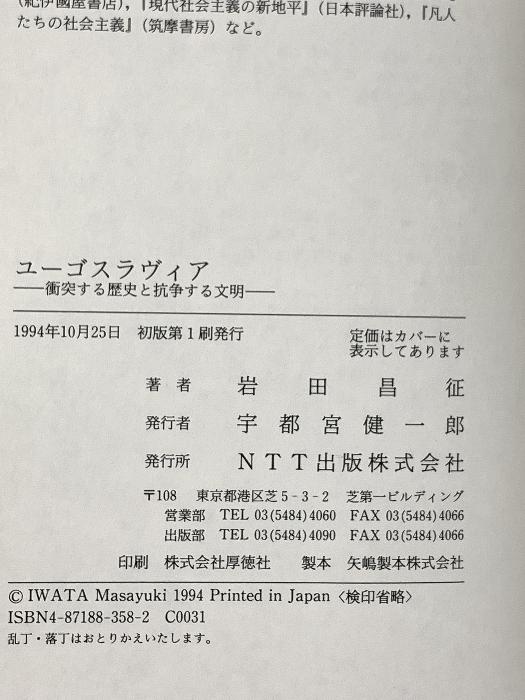 (紀伊國屋書店),『現代社会主義の新地平』(日本評論社),『凡人
たちの社会主義』(筑摩書房)など。
ユーゴスラヴィア
——衝突する歴史と抗争する文明——
1994年10月25日　初版第1刷発行
定価はカバーに
表示してあります
著　者　岩　田　昌　征
発行者　宇都宮健一郎
発行所　NTT出版株式会社
〒108　東京都港区芝5-3-2　芝第一ビルディング
営業部　TEL 03(5484)4060　FAX 03(5484)4066
出版部　TEL 03(5484)4090　FAX 03(5484)4066
印刷　株式会社厚徳社　　製本　矢嶋製本株式会社
© IWATA Masayuki 1994 Printed in Japan〈検印省略〉
ISBN4-87188-358-2　C0031
乱丁・落丁はおとりかえいたします。